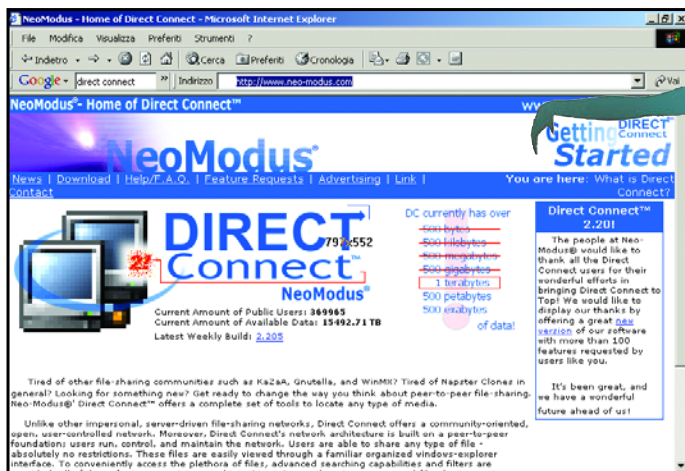 NeoModus - Home of Direct Connect - Microsoft Internet Explorer
File Modifica Visualizza Preferiti Strumenti ?
Indietro Cerca Preferiti Cronologia
Google direct connect » Indirizzo http://www.neo-modus.com Vai
NeoModus® - Home of Direct Connect™
Getting DIRECT Connect
Started
NeoModus®
News | Download | Help/F.A.Q. | Feature Requests | Advertising | Link |
Contact
You are here: What is Direct
Connect?
DIRECT
Connect™
797x552
2!
NeoModus®
Current Amount of Public Users: 369965
Current Amount of Available Data: 15492.71 TB
Latest Weekly Build: 2.205
DC currently has over
500 bytes
500 kilobytes
500 megabytes
500 gigabytes
1 terabytes
500 petabytes
500 exabytes
of data!
Direct Connect™
2.20!
The people at Neo-
Modus® would like to
thank all the Direct
Connect users for their
wonderful efforts in
bringing Direct Connect to
Top! We would like to
display our thanks by
offering a great new
version of our software
with more than 100
features requested by
users like you.
It's been great, and
we have a wonderful
future ahead of us!
Tired of other file-sharing communities such as KaZaA, Gnutella, and WinMX? Tired of Napster Clones in
general? Looking for something new? Get ready to change the way you think about peer-to-peer file-sharing.
Neo-Modus®' Direct Connect™ offers a complete set of tools to locate any type of media.
Unlike other impersonal, server-driven file-sharing networks, Direct Connect offers a community-oriented,
open, user-controlled network. Moreover, Direct Connect's network architecture is built on a peer-to-peer
foundations users run, control, and maintain the network. Users are able to share any type of file -
absolutely no restrictions. These files are easily viewed through a familiar organized vindows-explorer
interface. To conveniently access the plethora of files, advanced searching capabilities and filters are